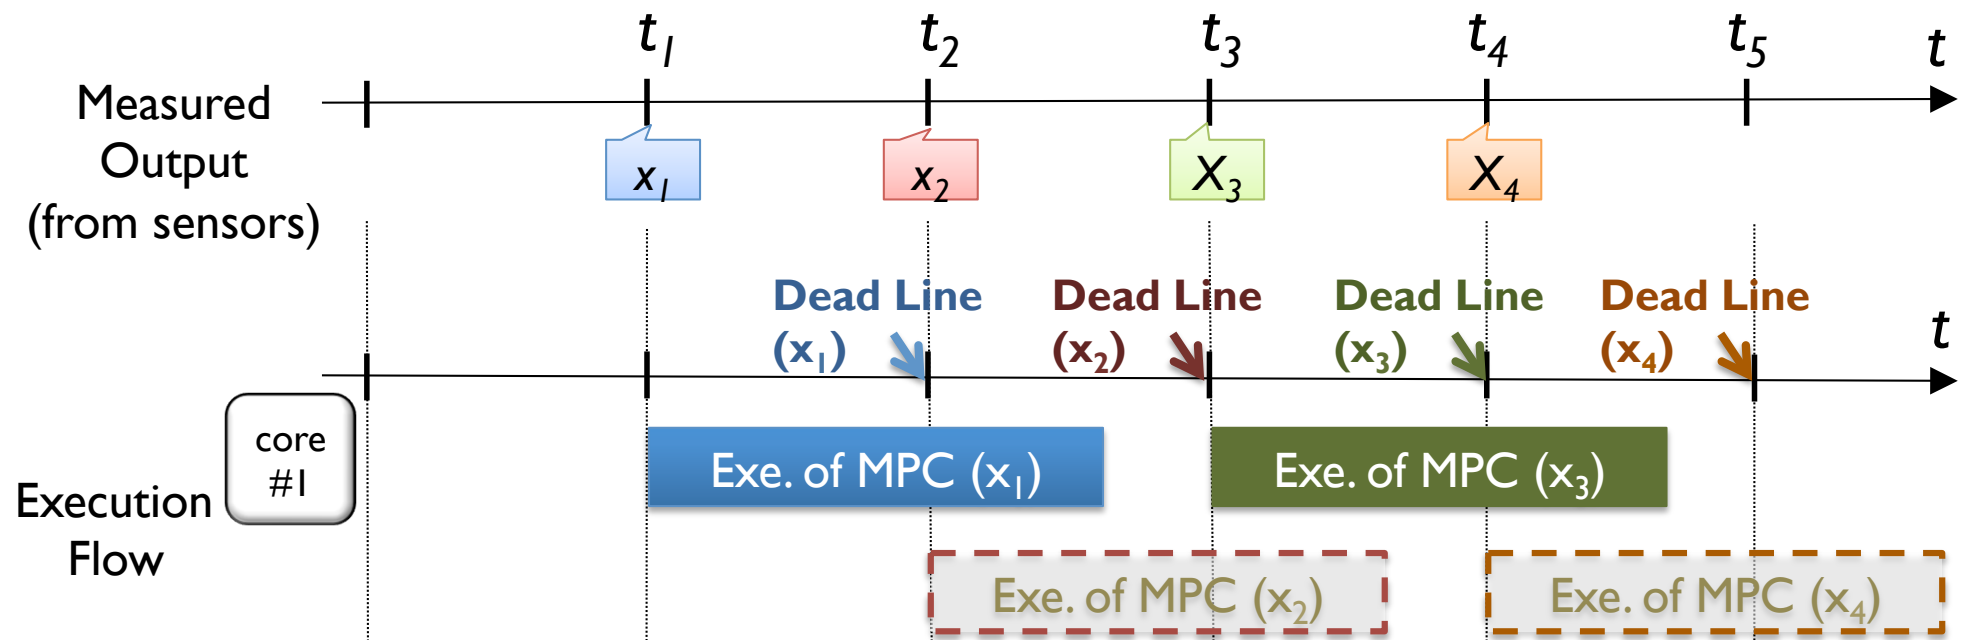 t1 t2 t3 t4 t5 t
Measured
Output
(from sensors)
x1 x2 X3 X4
Dead Line Dead Line Dead Line Dead Line
(x1) (x2) (x3) (x4)
t
core
#1
Execution
Flow
Exe. of MPC (x1) Exe. of MPC (x3)
Exe. of MPC (x2) Exe. of MPC (x4)